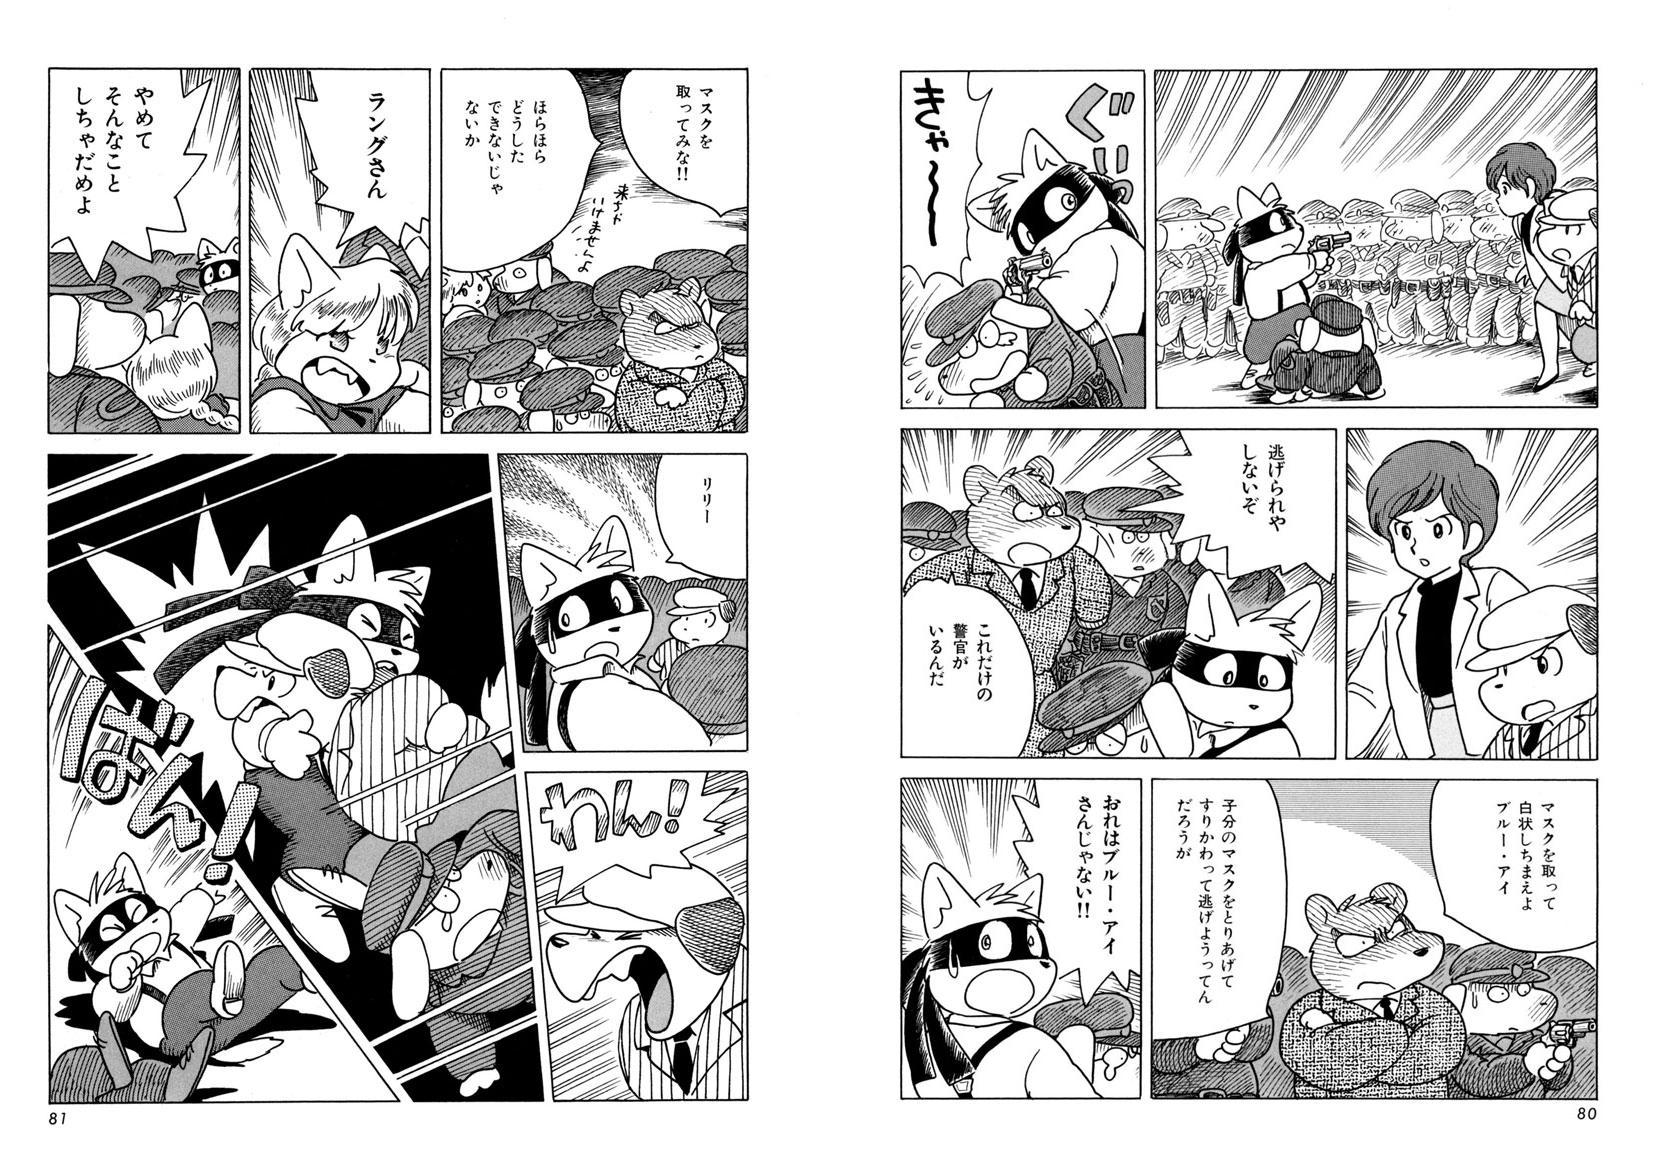 ぐいっ
きゃ～～
逃げられや
しないぞ
これだけの
警官が
いるんだ
マスクを取って
白状しちまえよ
ブルー・アイ
子分のマスクをとりあげて
すりかわって逃げようってん
だろうが
おれはブルー・アイ
さんじゃない!!
80
マスクを
取ってみな!!
来ちゃ
いけませんよ
ほらほら
どうした
できないじゃ
ないか
ラングさん
やめて
そんなこと
しちゃだめよ
リリー
わん!
ぼぎん!
81